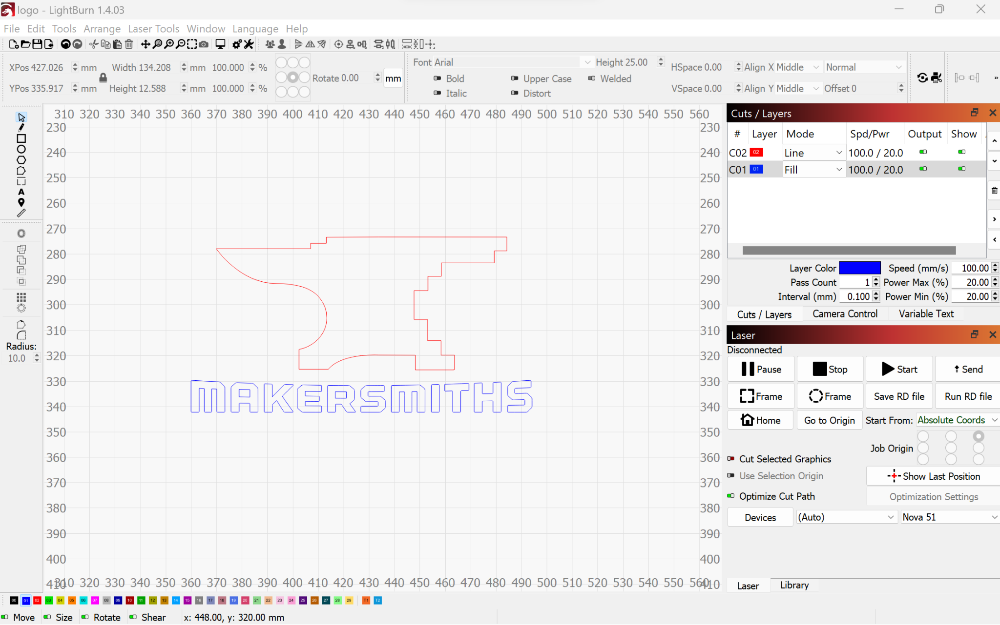 logo - LightBurn 1.4.03
File Edit Tools Arrange Laser Tools Window Language Help
XPos 427.026 mm Width 134.208 mm 100.000 % Rotate 0.00 mm
YPos 335.917 mm Height 12.588 mm 100.000 %
Font Arial Height 25.00 HSpace 0.00 Align X Middle Normal
Bold Upper Case Welded
VSpace 0.00 Align Y Middle Offset 0
Italic Distort
»
310 320 330 340 350 360 370 380 390 400 410 420 430 440 450 460 470 480 490 500 510 520 530 540 550 560
230 230
240 240
250 250
260 260
270 270
280 280
290 290
300 300
310 310
320 320
330 330
340 340
350 350
360 360
370 370
380 380
390 390
400 400
410 410
MAKERSMITHS
310 320 330 340 350 360 370 380 390 400 410 420 430 440 450 460 470 480 490 500 510 520 530 540 550 560
A
Radius:
10.0
Cuts / Layers
# Layer Mode Spd/Pwr Output Show
C02 02 Line 100.0 / 20.0
C01 01 Fill 100.0 / 20.0
Layer Color Speed (mm/s) 100.00
Pass Count 1 Power Max (%) 20.00
Interval (mm) 0.100 Power Min (%) 20.00
Cuts / Layers Camera Control Variable Text
Laser
Disconnected
Pause Stop Start Send
Frame Frame Save RD file Run RD file
Home Go to Origin Start From: Absolute Coords
Job Origin
Cut Selected Graphics
Use Selection Origin Show Last Position
Optimize Cut Path Optimization Settings
Devices (Auto) Nova 51
Laser Library
00 01 02 03 04 05 06 07 08 09 10 11 12 13 14 15 16 17 18 19 20 21 22 23 24 25 26 27 28 29 T1 T2
Move Size Rotate Shear x: 448.00, y: 320.00 mm